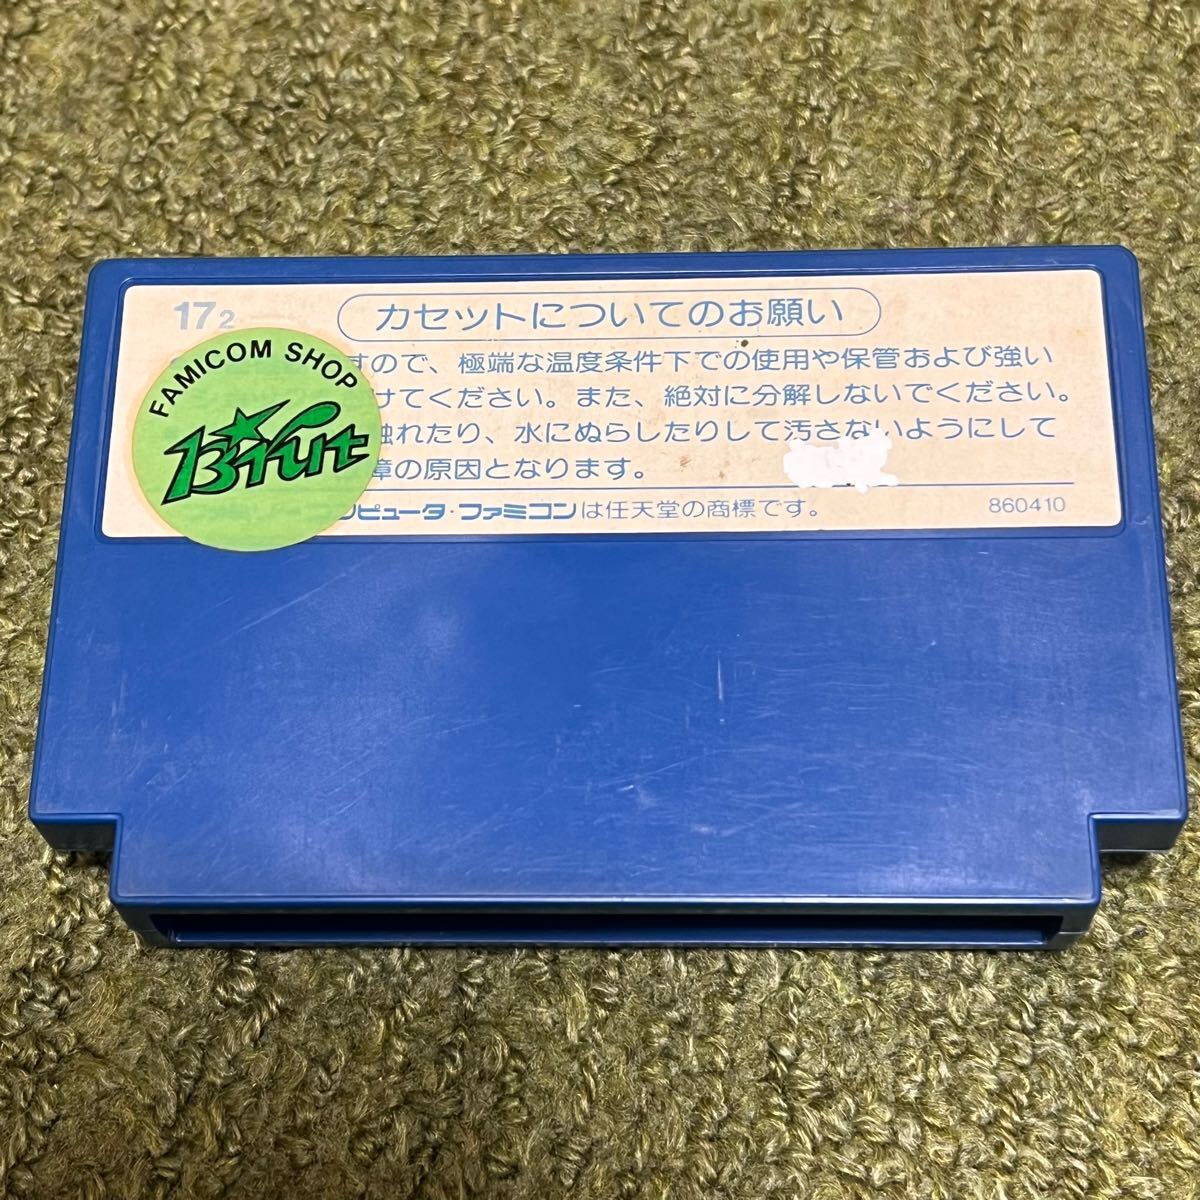 172
カセットについてのお願い
FAMICOM SHOP
すので、極端な温度条件下での使用や保管および強い
けてください。また、絶対に分解しないでください。
触れたり、水にぬらしたりして汚さないようにして
障の原因となります。
ンピュータ・ファミコンは任天堂の商標です。
860410